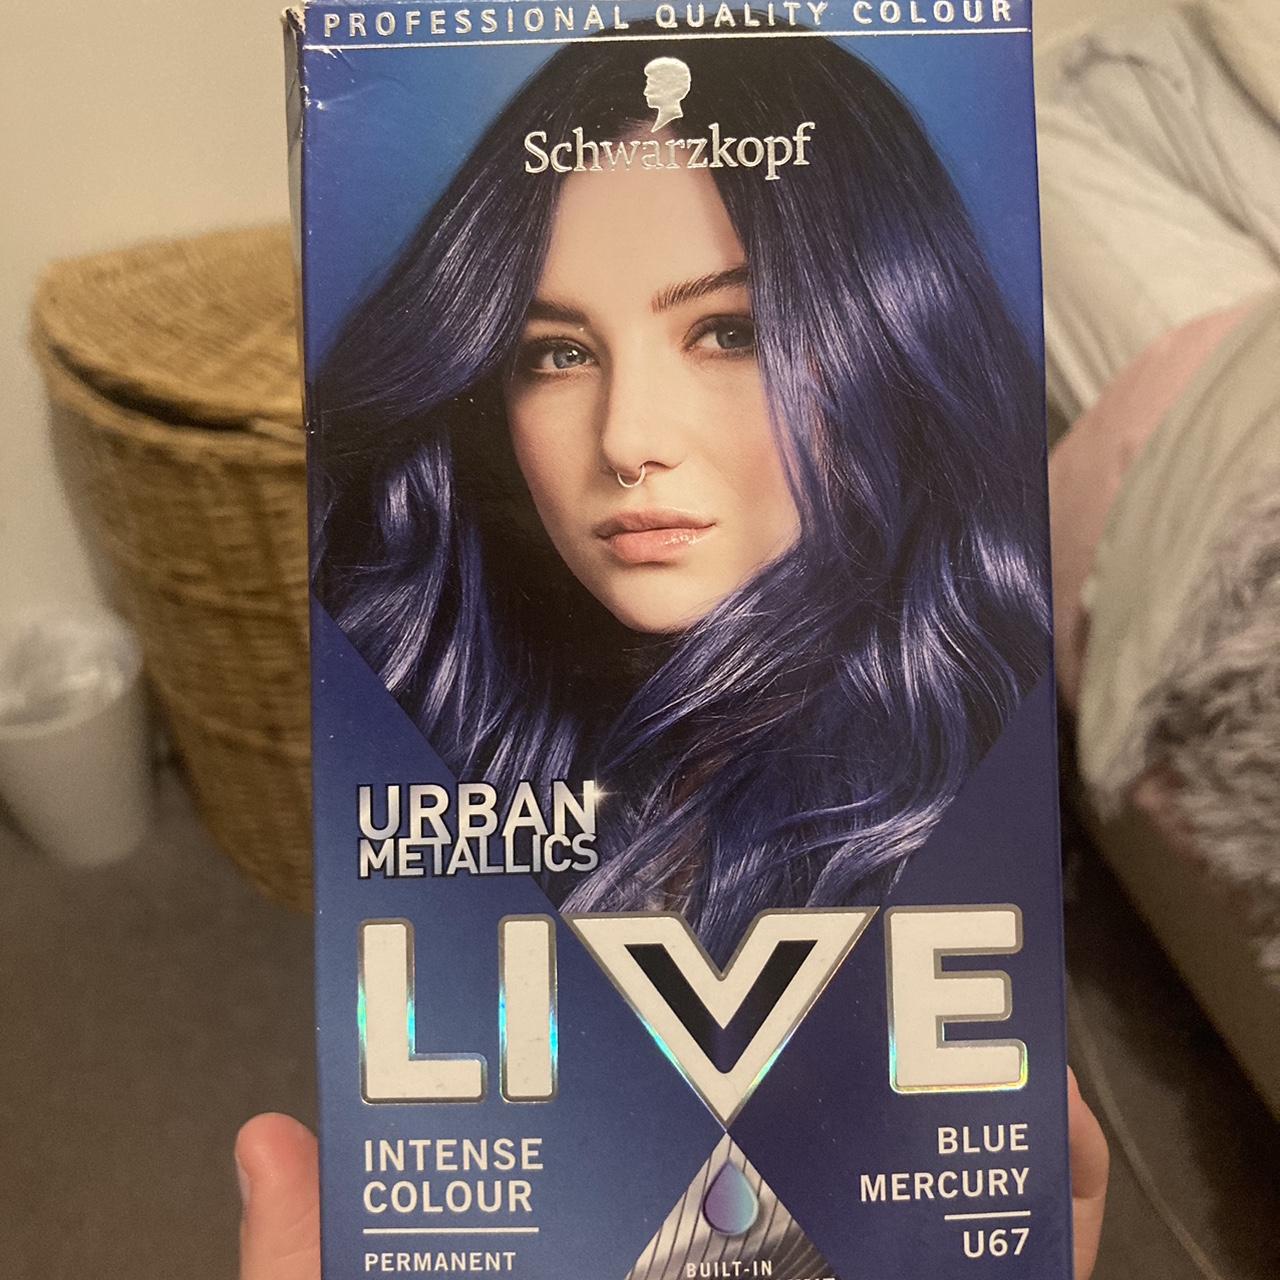 PROFESSIONAL QUALITY COLOUR
Schwarzkopf
URBAN
METALLICS
LIVE
INTENSE
COLOUR
PERMANENT
BLUE
MERCURY
U67
BUILT-IN